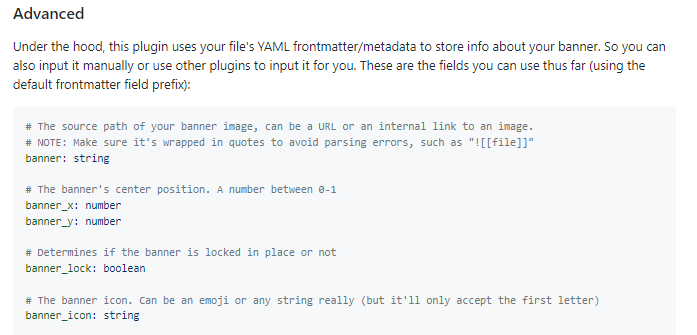 Advanced
Under the hood, this plugin uses your file's YAML frontmatter/metadata to store info about your banner. So you can
also input it manually or use other plugins to input it for you. These are the fields you can use thus far (using the
default frontmatter field prefix):
# The source path of your banner image, can be a URL or an internal link to an image.
# NOTE: Make sure it's wrapped in quotes to avoid parsing errors, such as "![[file]]"
banner: string
# The banner's center position. A number between 0-1
banner_x: number
banner_y: number
# Determines if the banner is locked in place or not
banner_lock: boolean
# The banner icon. Can be an emoji or any string really (but it'll only accept the first letter)
banner_icon: string